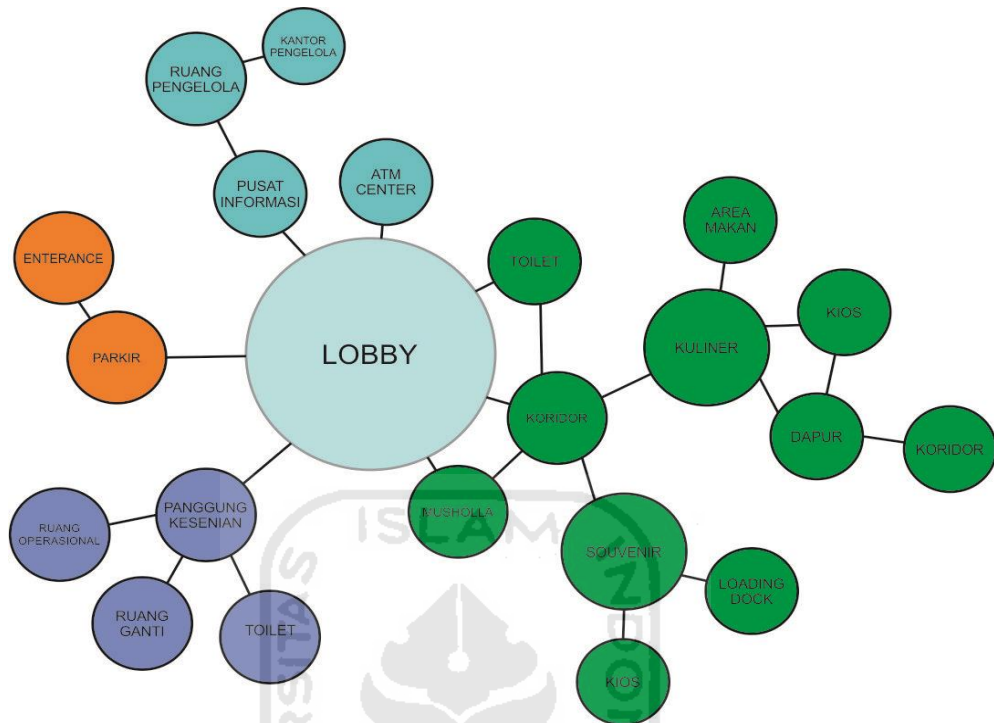 KANTOR
PENGELOLA
RUANG
PENGELOLA
PUSAT
INFORMASI
ATM
CENTER
AREA
MAKAN
ENTERANCE
TOILET
KIOS
PARKIR
LOBBY
KULINER
KORIDOR
DAPUR
KORIDOR
PANGGUNG
KESENIAN
MUSHOLLA
RUANG
OPERASIONAL
SOUVENIR
LOADING
DOCK
RUANG
GANTI
TOILET
KIOS
ISLAM